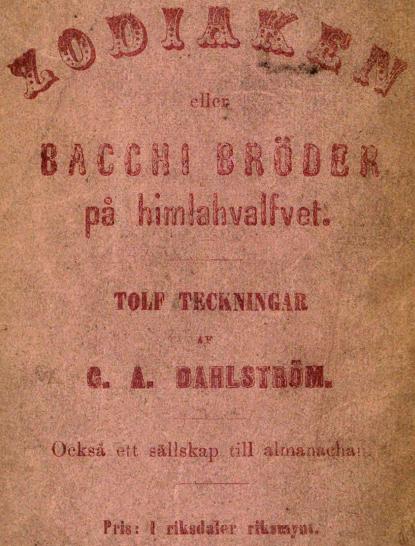 ZODIAKEN
eller
BACCHI BRÖDER
på himlahvalfvet.
TOLF TECKNINGAR
AF
C. A. DAHLSTRÖM.
Också ett sällskap till almanachan.
Pris: 1 riksdaler riksmynt.